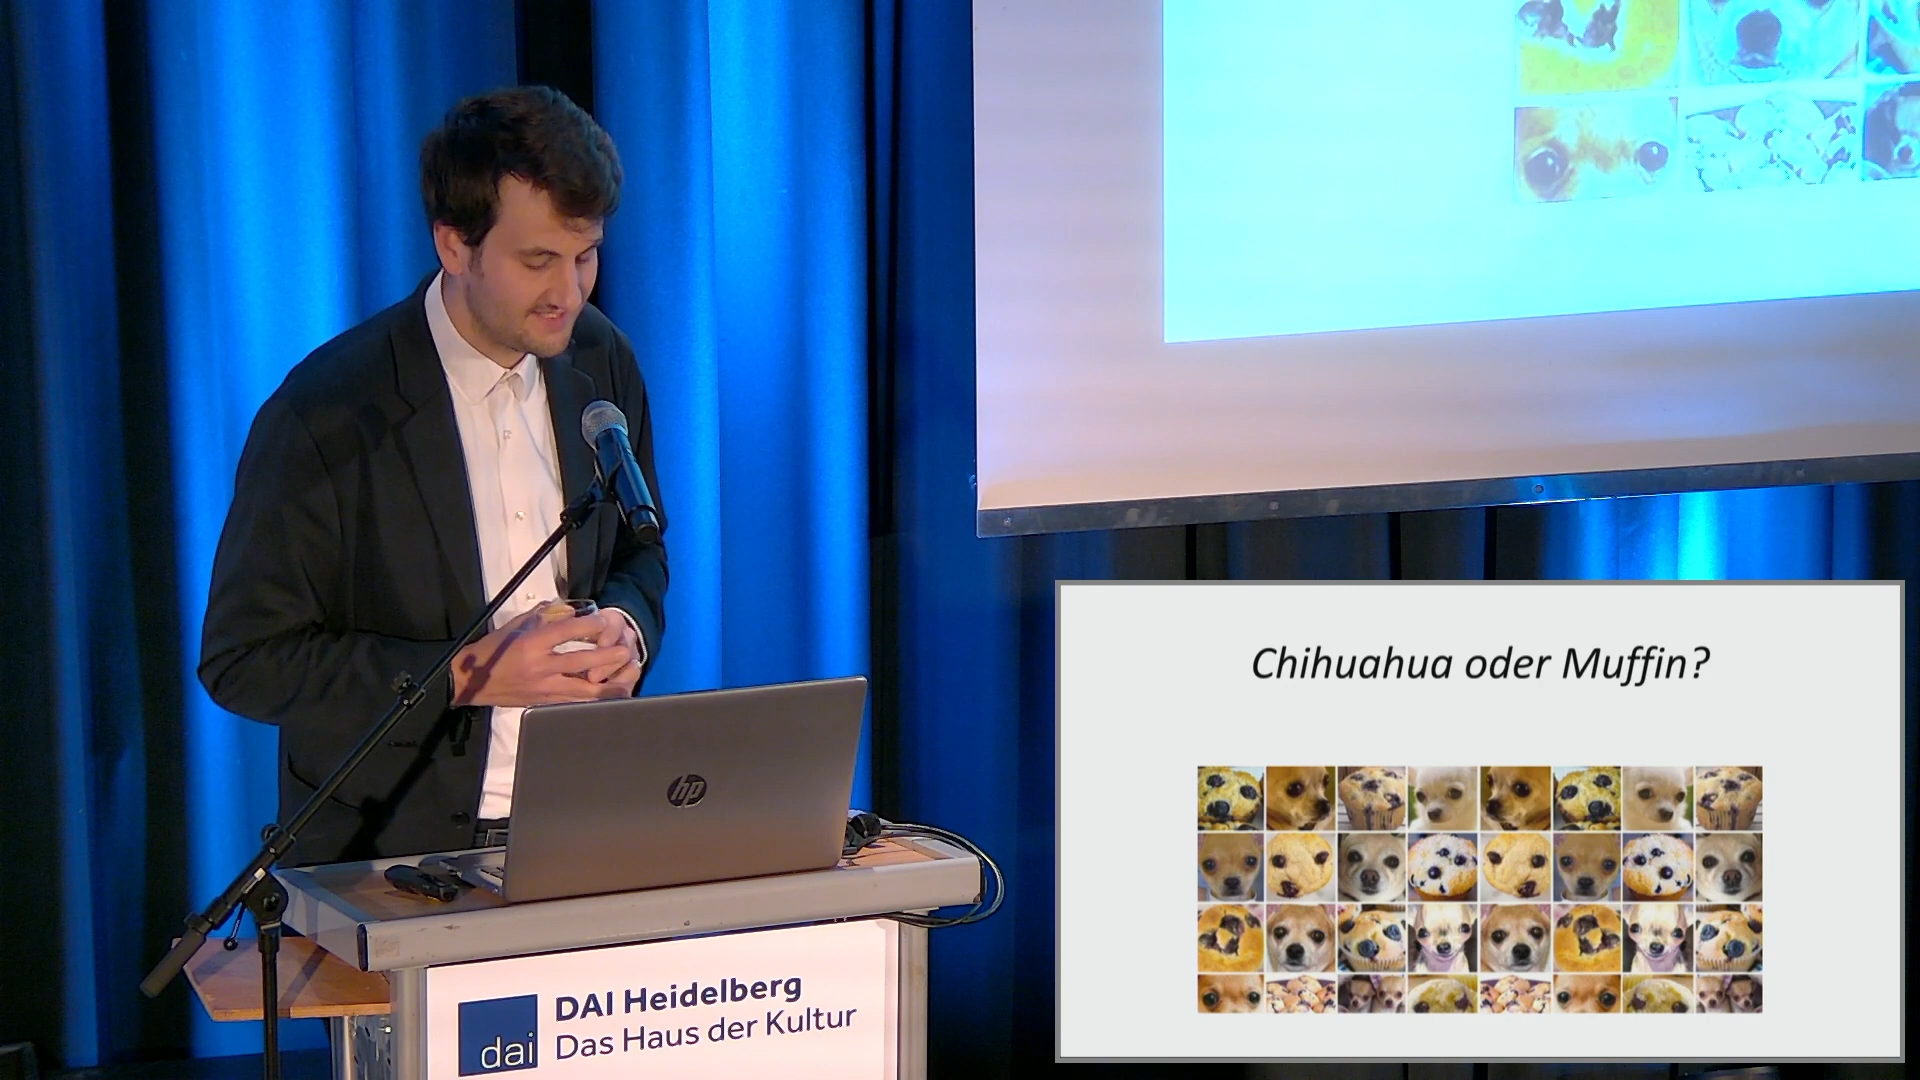 Chihuahua oder Muffin?
hp
dai
DAI Heidelberg
Das Haus der Kultur